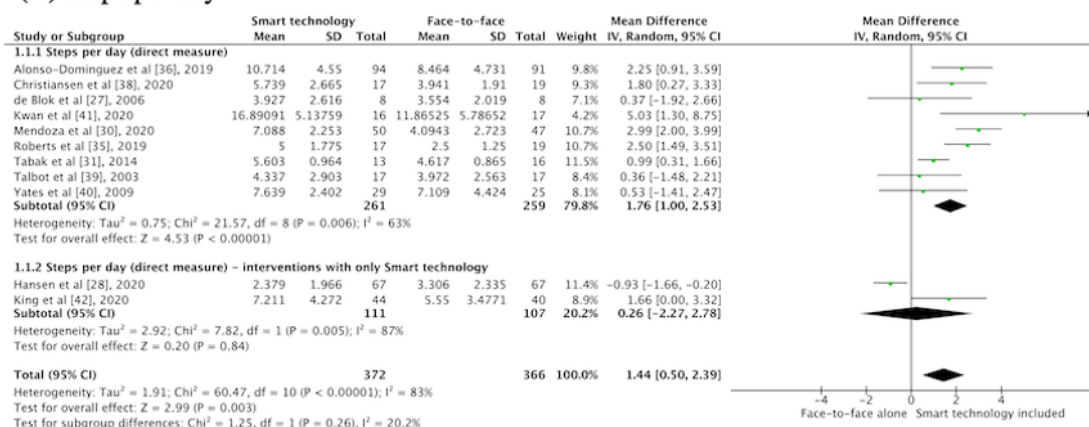 Smart technology Face-to-face Mean Difference Mean Difference
Study or Subgroup Mean SD Total Mean SD Total Weight IV, Random, 95% CI IV, Random, 95% CI
1.1.1 Steps per day (direct measure)
Alonso-Dominguez et al [36], 2019 10.714 4.55 94 8.464 4.731 91 9.8% 2.25 [0.91, 3.59]
Christiansen et al [38], 2020 5.739 2.665 17 3.941 1.91 19 9.3% 1.80 [0.27, 3.33]
de Blok et al [27], 2006 3.927 2.616 8 3.554 2.019 8 7.1% 0.37 [-1.92, 2.66]
Kwan et al [41], 2020 16.89091 5.13759 16 11.86525 5.78652 17 4.2% 5.03 [1.30, 8.75]
Mendoza et al [30], 2020 7.088 2.253 50 4.0943 2.723 47 10.7% 2.99 [2.00, 3.99]
Roberts et al [35], 2019 5 1.775 17 2.5 1.25 19 10.7% 2.50 [1.49, 3.51]
Tabak et al [31], 2014 5.603 0.964 13 4.617 0.865 16 11.5% 0.99 [0.31, 1.66]
Talbot et al [39], 2003 4.337 2.903 17 3.972 2.563 17 8.4% 0.36 [-1.48, 2.21]
Yates et al [40], 2009 7.639 2.402 29 7.109 4.424 25 8.1% 0.53 [-1.41, 2.47]
Subtotal (95% CI) 261 259 79.8% 1.76 [1.00, 2.53]
Heterogeneity: Tau² = 0.75; Chi² = 21.57, df = 8 (P = 0.006); I² = 63%
Test for overall effect: Z = 4.53 (P < 0.00001)
1.1.2 Steps per day (direct measure) – interventions with only Smart technology
Hansen et al [28], 2020 2.379 1.966 67 3.306 2.335 67 11.4% -0.93 [-1.66, -0.20]
King et al [42], 2020 7.211 4.272 44 5.55 3.4771 40 8.9% 1.66 [0.00, 3.32]
Subtotal (95% CI) 111 107 20.2% 0.26 [-2.27, 2.78]
Heterogeneity: Tau² = 2.92; Chi² = 7.82, df = 1 (P = 0.005); I² = 87%
Test for overall effect: Z = 0.20 (P = 0.84)
Total (95% CI) 372 366 100.0% 1.44 [0.50, 2.39]
Heterogeneity: Tau² = 1.91; Chi² = 60.47, df = 10 (P < 0.00001); I² = 83%
Test for overall effect: Z = 2.99 (P = 0.003)
Test for subgroup differences: Chi² = 1.25, df = 1 (P = 0.26), I² = 20.2%
-4 -2 0 2 4
Face-to-face alone Smart technology included